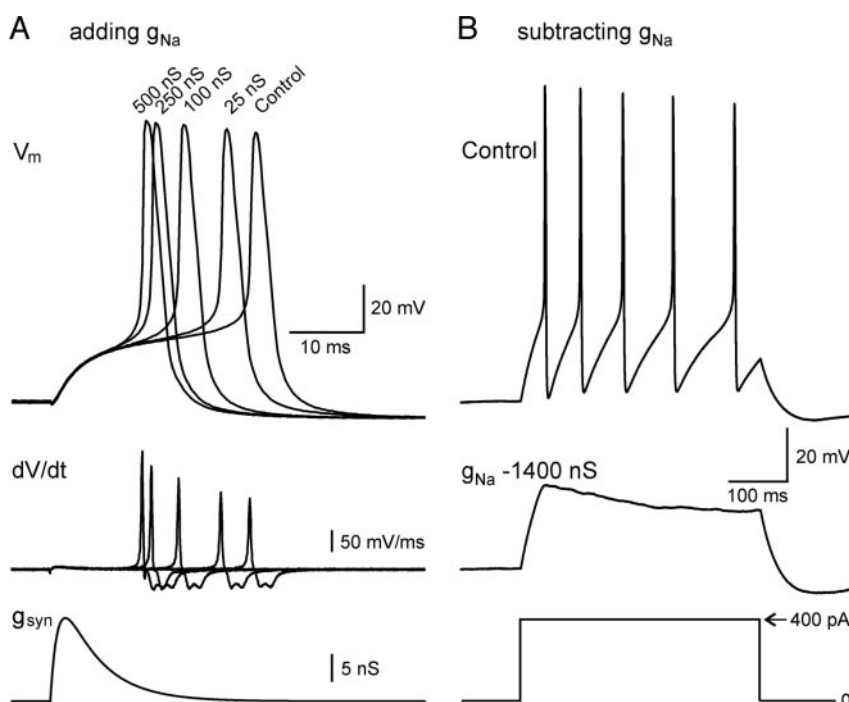 A adding gNa
500 nS
250 nS
100 nS
25 nS
Control
Vm
20 mV
10 ms
dV/dt
50 mV/ms
gsyn
5 nS
B subtracting gNa
Control
20 mV
100 ms
gNa -1400 nS
400 pA
0